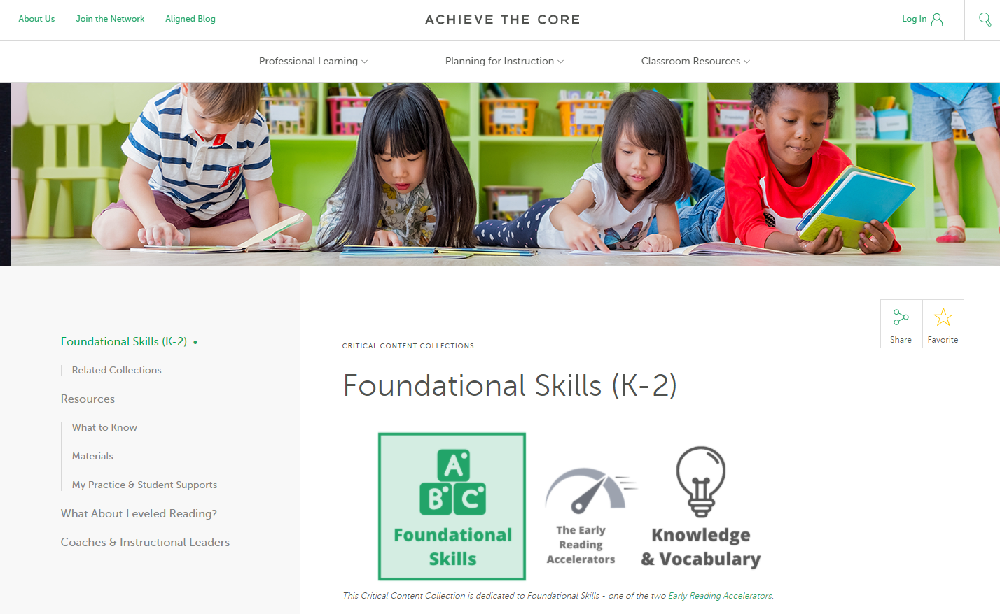 About Us
Join the Network
Aligned Blog
ACHIEVE THE CORE
Log In
Professional Learning
Planning for Instruction
Classroom Resources
Foundational Skills (K-2)
Related Collections
Resources
What to Know
Materials
My Practice & Student Supports
What About Leveled Reading?
Coaches & Instructional Leaders
Share
Favorite
CRITICAL CONTENT COLLECTIONS
Foundational Skills (K-2)
A
B C
Foundational
Skills
The Early
Reading
Accelerators
Knowledge
& Vocabulary
This Critical Content Collection is dedicated to Foundational Skills - one of the two Early Reading Accelerators.